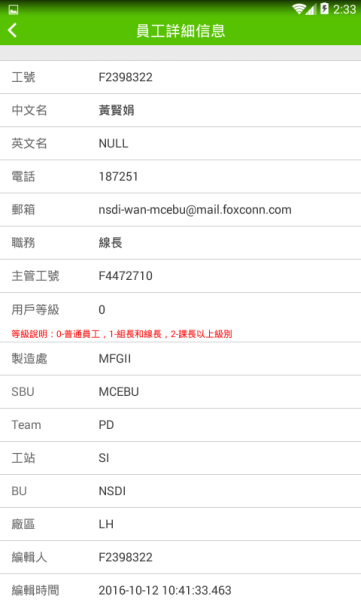 2:33
員工詳細信息
工號 F2398322
中文名 黃賢娟
英文名 NULL
電話 187251
郵箱 nsdi-wan-mcebu@mail.foxconn.com
職務 線長
主管工號 F4472710
用戶等級 0
等級說明：0-普通員工，1-組長和線長，2-課長以上級別
製造處 MFGII
SBU MCEBU
Team PD
工站 SI
BU NSDI
廠區 LH
編輯人 F2398322
編輯時間 2016-10-12 10:41:33.463